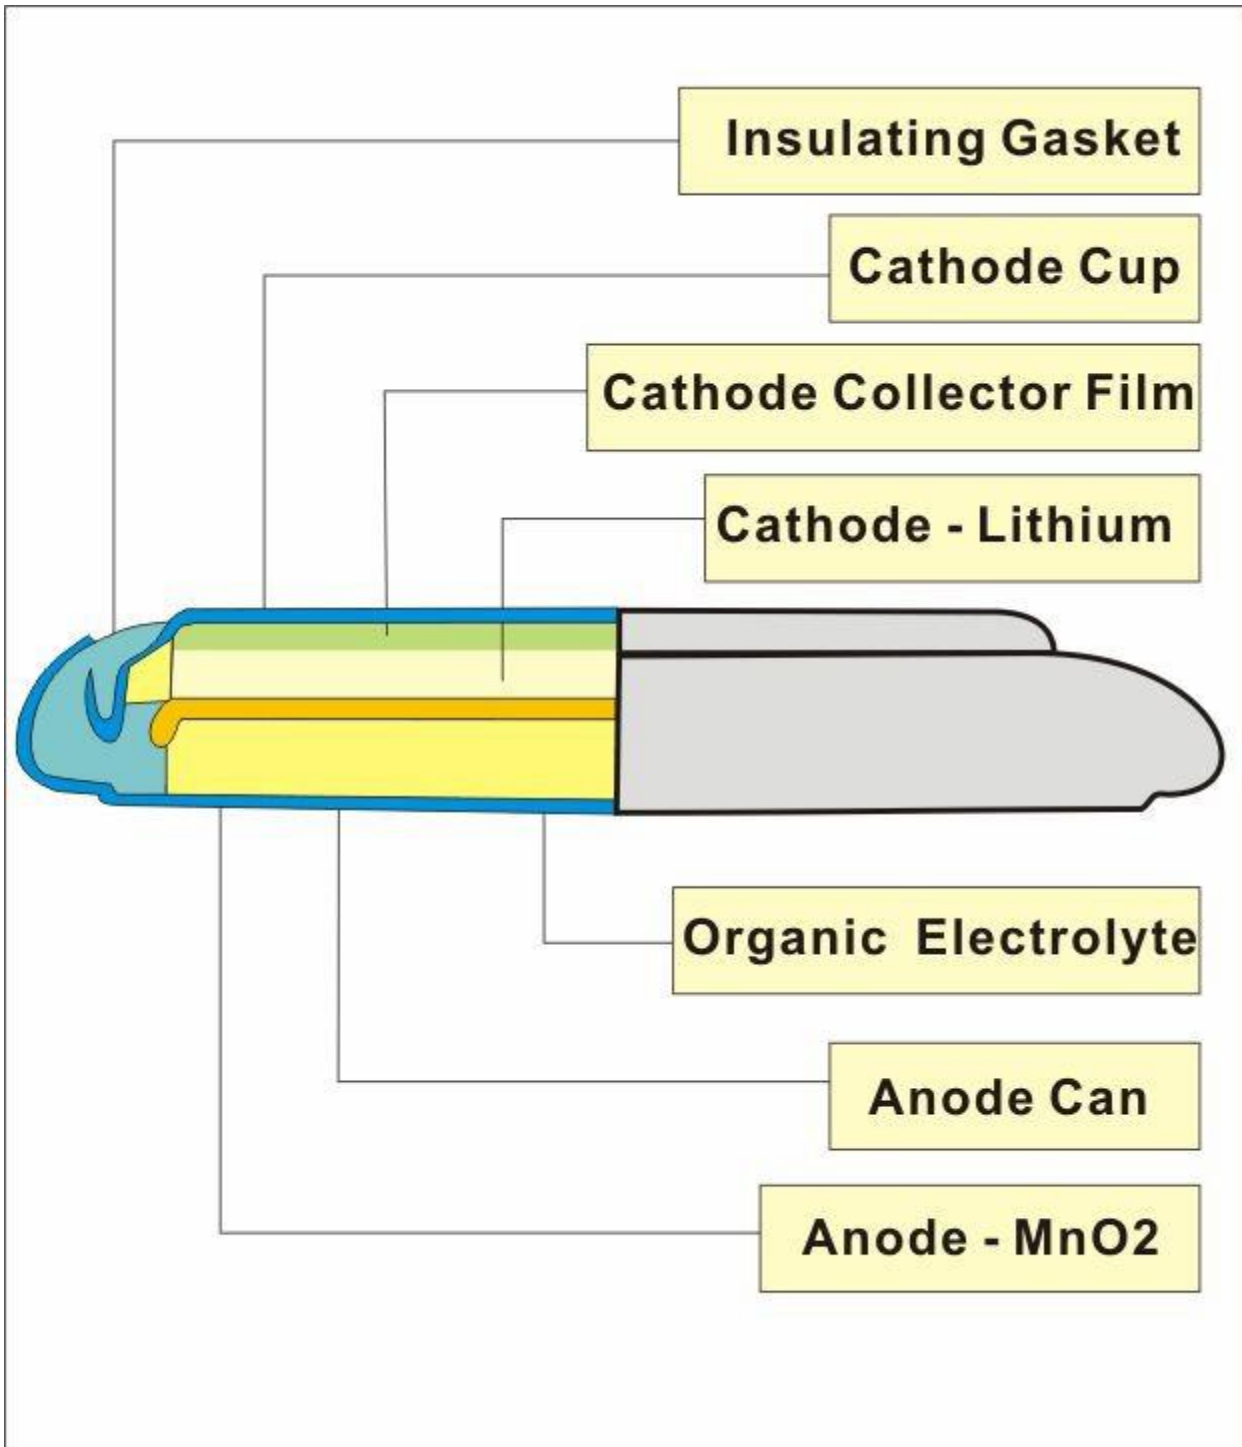 Insulating Gasket
Cathode Cup
Cathode Collector Film
Cathode - Lithium
Organic Electrolyte
Anode Can
Anode - MnO2